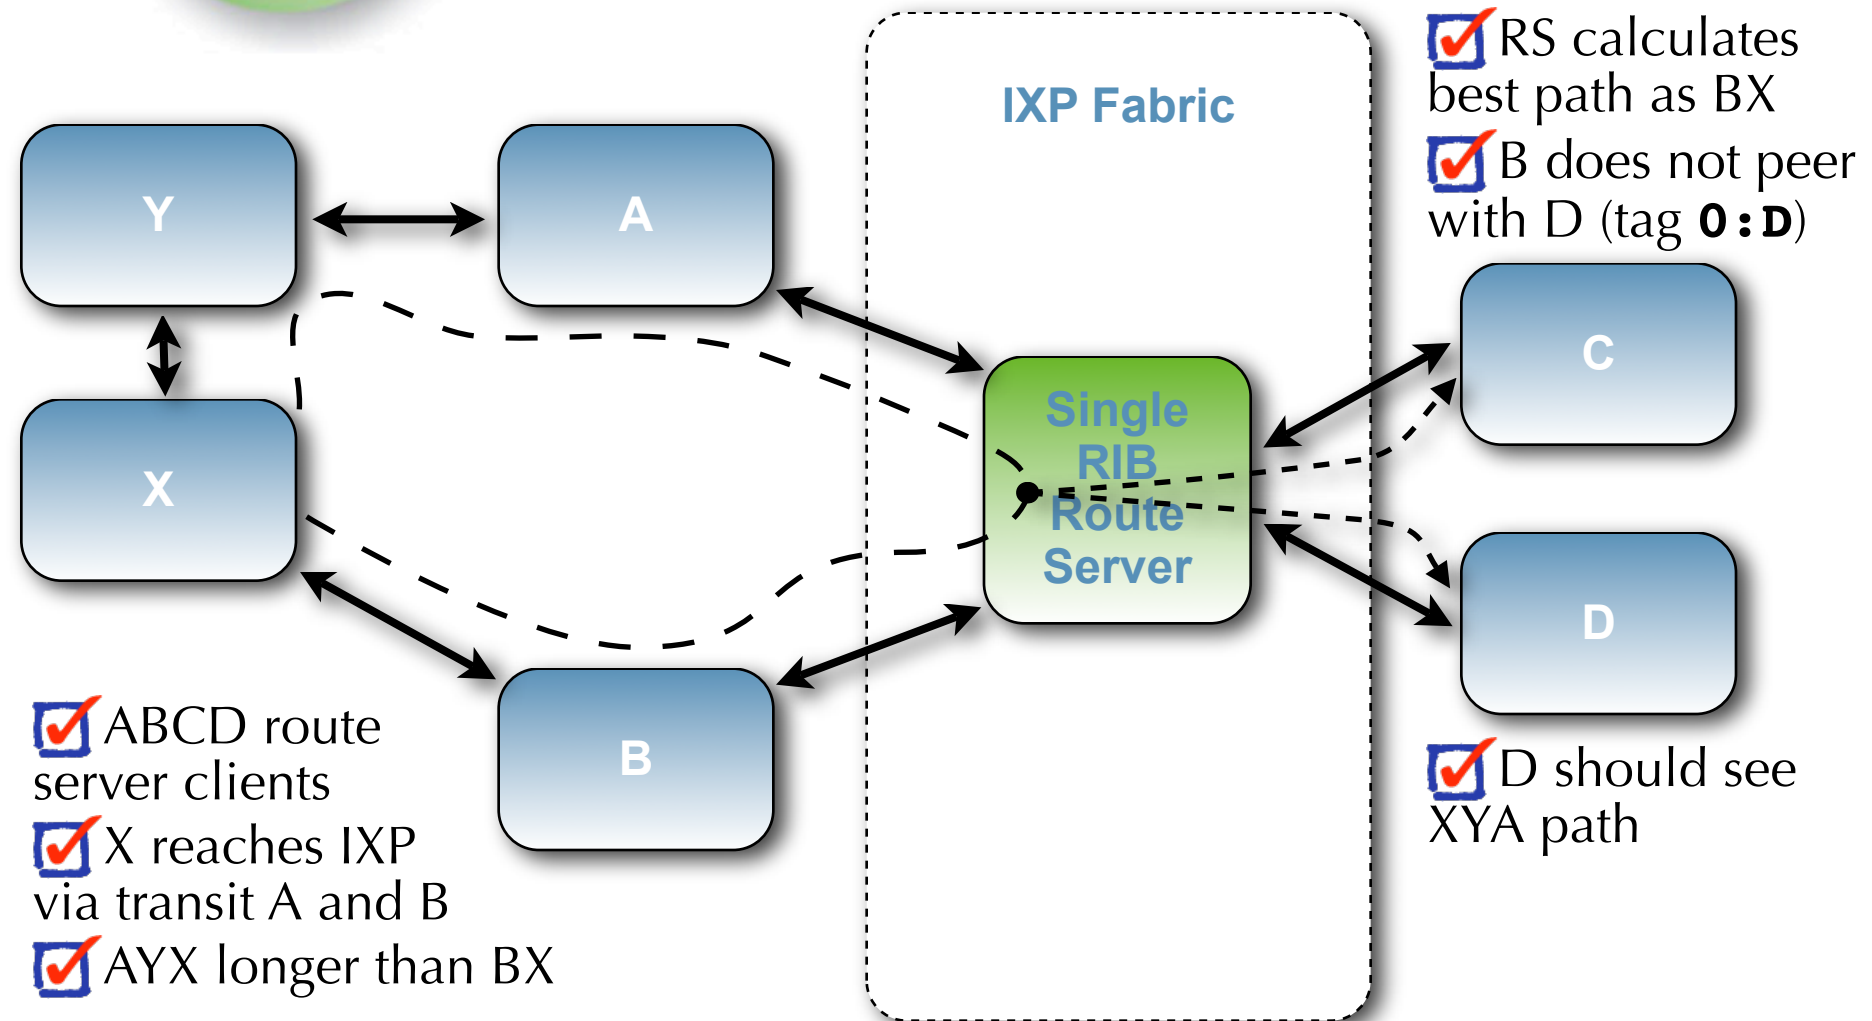 IXP Fabric
RS calculates
best path as BX
B does not peer
with D (tag 0:D)
Y
A
C
X
Single
RIB
Route
Server
D
B
ABCD route
server clients
X reaches IXP
via transit A and B
AYX longer than BX
D should see
XYA path